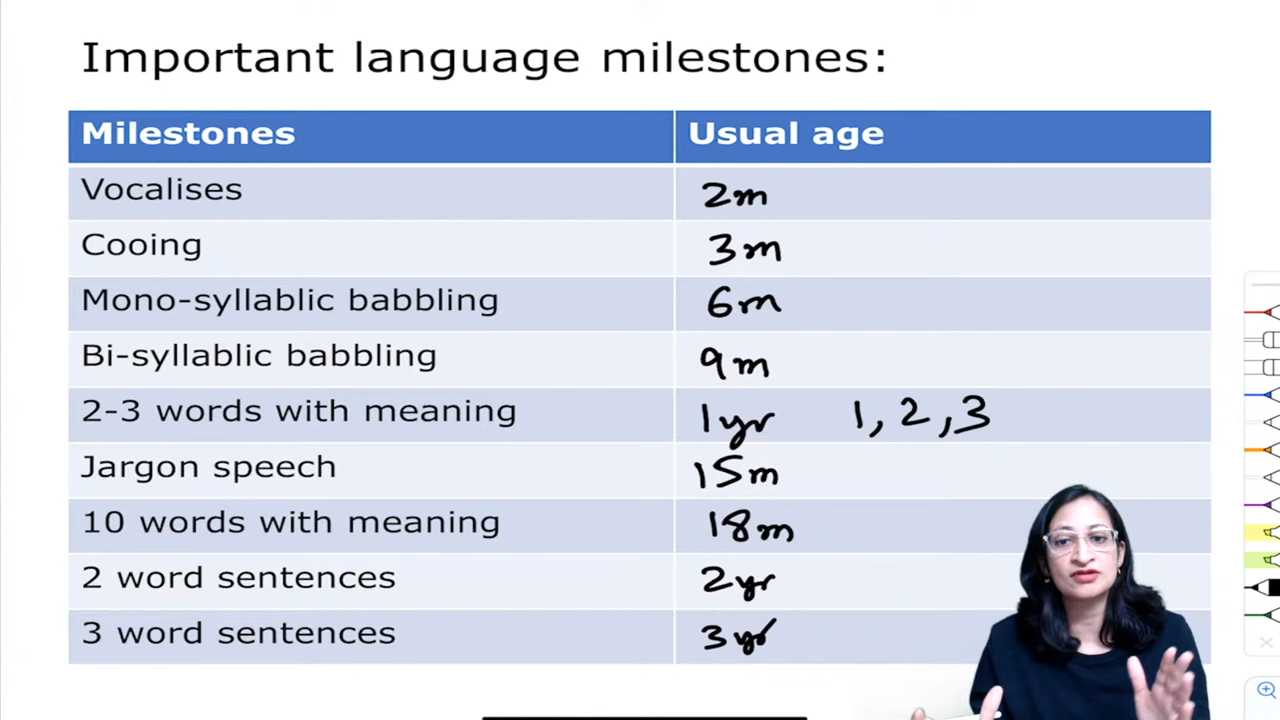 Important language milestones:
Milestones Usual age
Vocalises 2m
Cooing 3m
Mono-syllablic babbling 6m
Bi-syllablic babbling 9m
2-3 words with meaning 1yr 1, 2, 3
Jargon speech 15m
10 words with meaning 18m
2 word sentences 2yr
3 word sentences 3yr